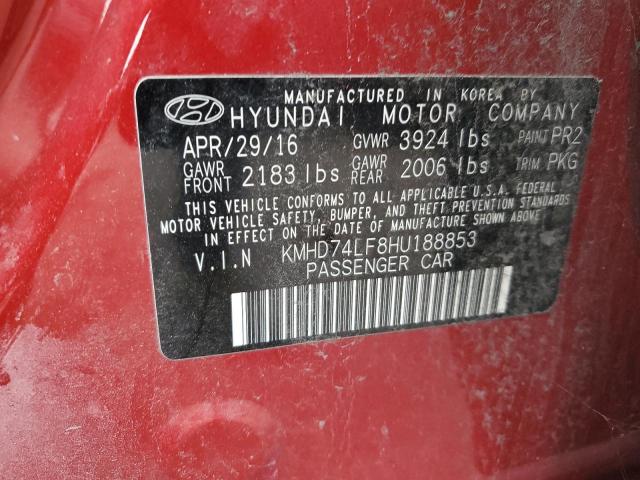 MANUFACTURED IN KOREA BY
HYUNDAI MOTOR COMPANY
APR/29/16 GVWR 3924 lbs PAINT PR2
GAWR FRONT 2183 lbs GAWR REAR 2006 lbs TRIM PKG
THIS VEHICLE CONFORMS TO ALL APPLICABLE U.S.A. FEDERAL
MOTOR VEHICLE SAFETY, BUMPER, AND THEFT PREVENTION STANDARDS
IN EFFECT ON THE DATE OF MANUFACTURE SHOWN ABOVE.
V.I.N KMHD74LF8HU188853
PASSENGER CAR